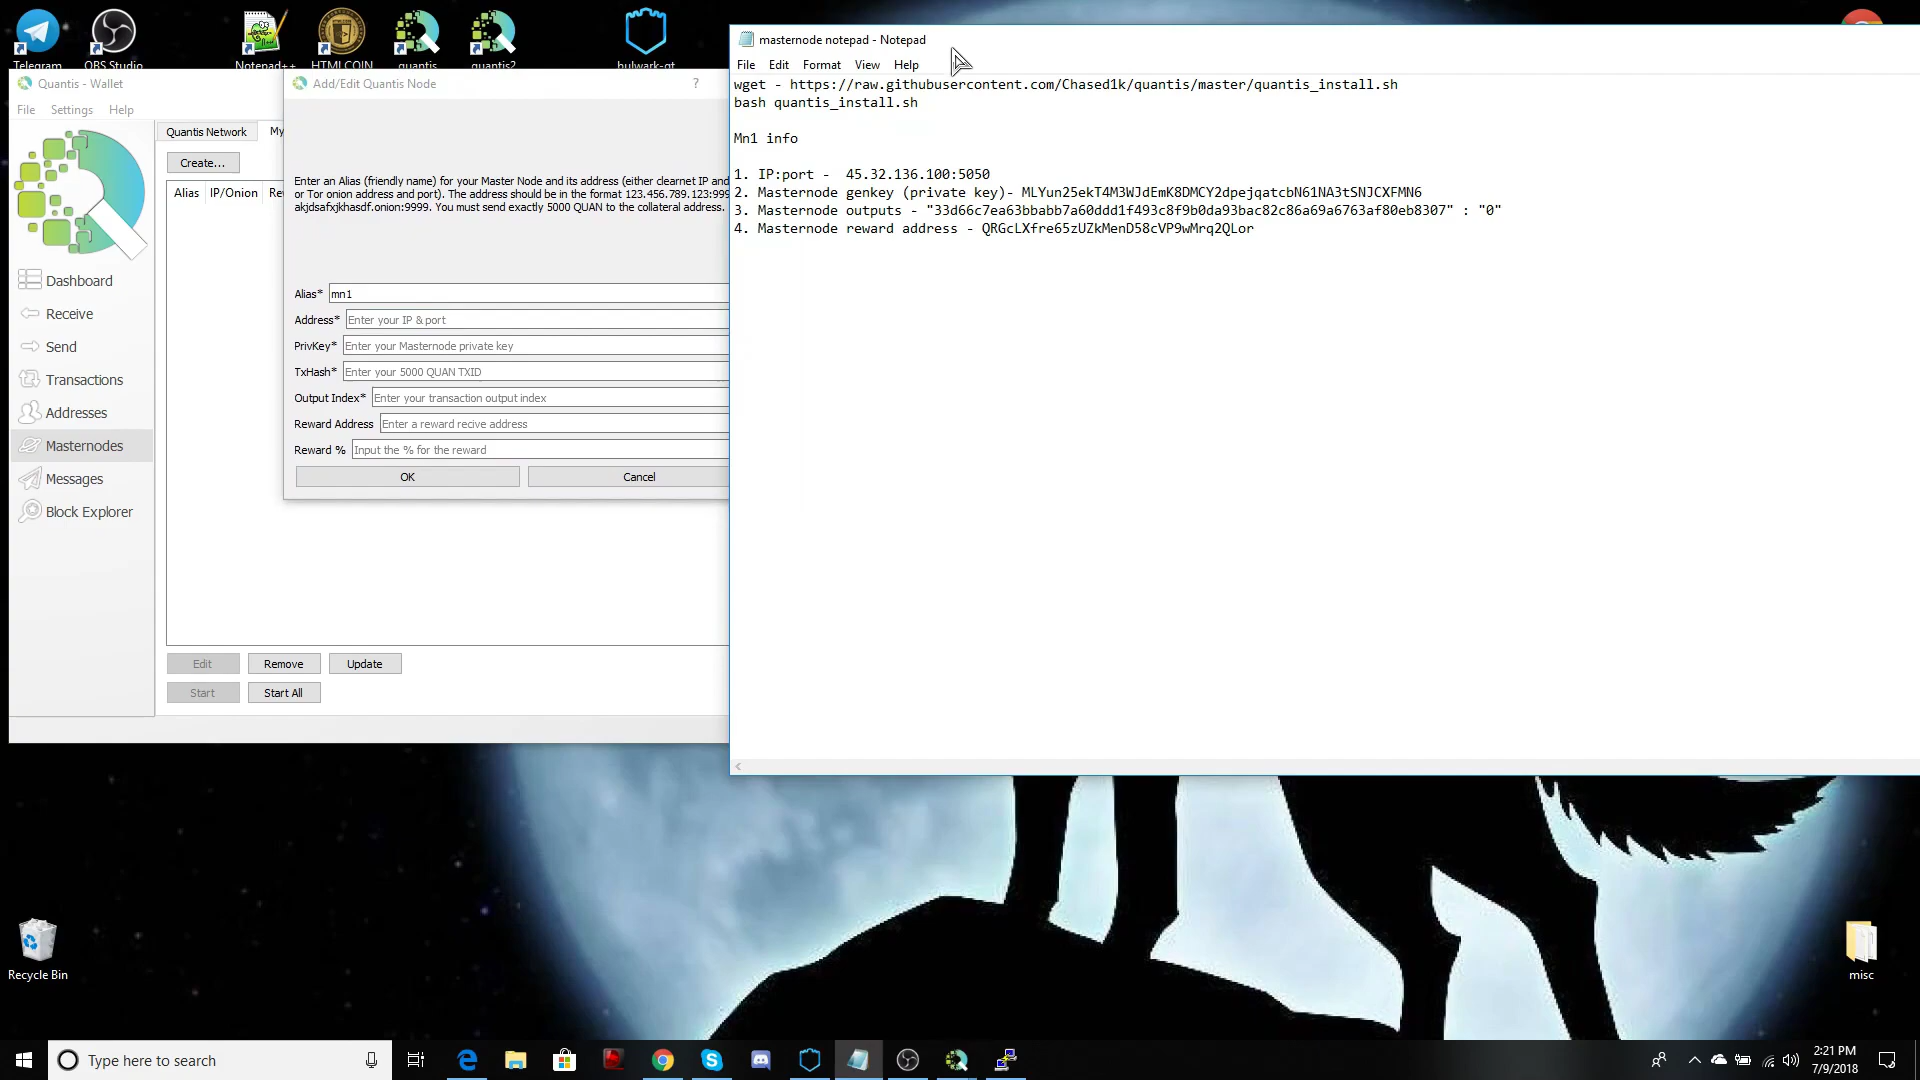 Telegram
OBS Studio
Notepad++
HTMLCOIN
quantis
quantis2
bulwark-qt
Quantis - Wallet
File Settings Help
Dashboard
Receive
Send
Transactions
Addresses
Masternodes
Messages
Block Explorer
Quantis Network My
Create...
Alias IP/Onion Re
Edit Remove Update
Start Start All
Add/Edit Quantis Node ?
Enter an Alias (friendly name) for your Master Node and its address (either clearnet IP and
or Tor onion address and port). The address should be in the format 123.456.789.123:999
akjdsafxjkhasdf.onion:9999. You must send exactly 5000 QUAN to the collateral address.
Alias* mn1
Address* Enter your IP & port
PrivKey* Enter your Masternode private key
TxHash* Enter your 5000 QUAN TXID
Output Index* Enter your transaction output index
Reward Address Enter a reward recive address
Reward % Input the % for the reward
OK Cancel
masternode notepad - Notepad
File Edit Format View Help
wget - https://raw.githubusercontent.com/Chased1k/quantis/master/quantis_install.sh
bash quantis_install.sh
Mn1 info
1. IP:port - 45.32.136.100:5050
2. Masternode genkey (private key)- MLYun25ekT4M3WJdEmK8DMCY2dpejqatcbN61NA3tSNJCXFMN6
3. Masternode outputs - "33d66c7ea63bbabb7a60ddd1f493c8f9b0da93bac82c86a69a6763af80eb8307" : "0"
4. Masternode reward address - QRGcLXfre65zUZkMenD58cVP9wMrq2QLor
Recycle Bin
misc
Type here to search
2:21 PM
7/9/2018